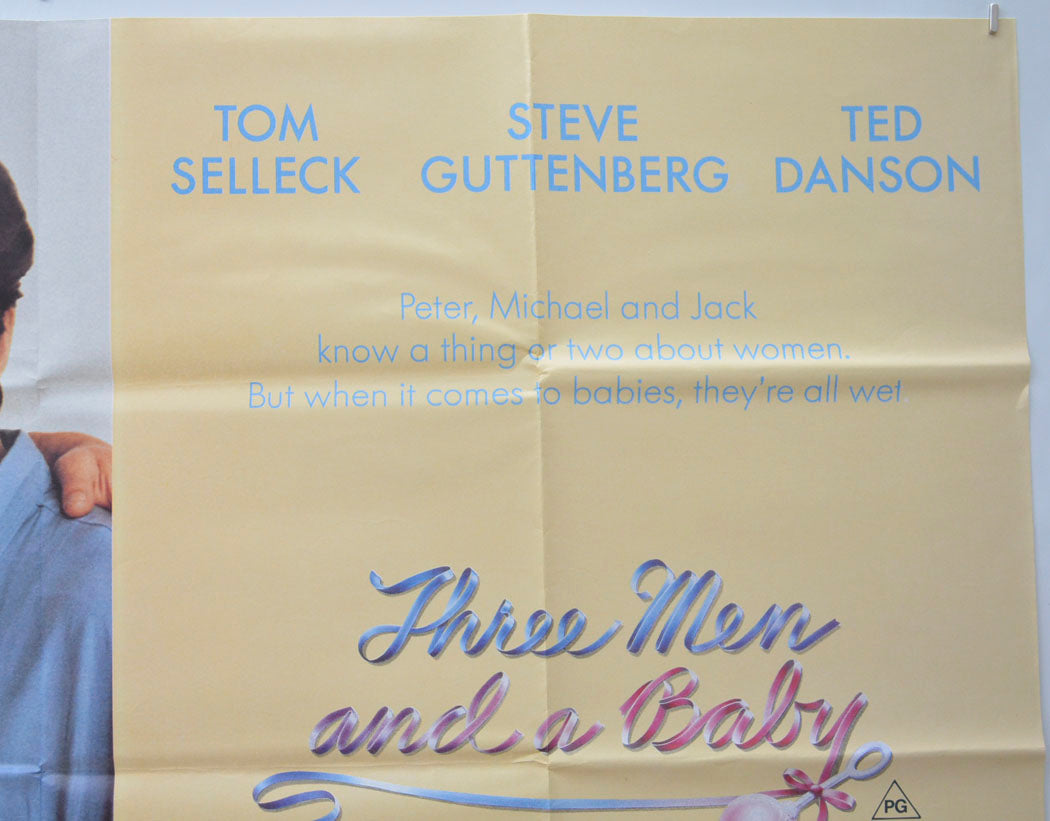 TOM
SELLECK
STEVE
GUTTENBERG
TED
DANSON
Peter, Michael and Jack
know a thing or two about women.
But when it comes to babies, they're all wet.
Three Men
and a Baby
PG